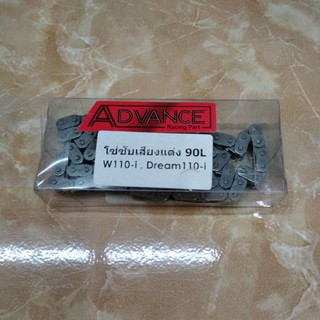 ADVANCE
Racing Part
โซ่ขับเสียงแต่ง 90L
W110-i , Dream110-i